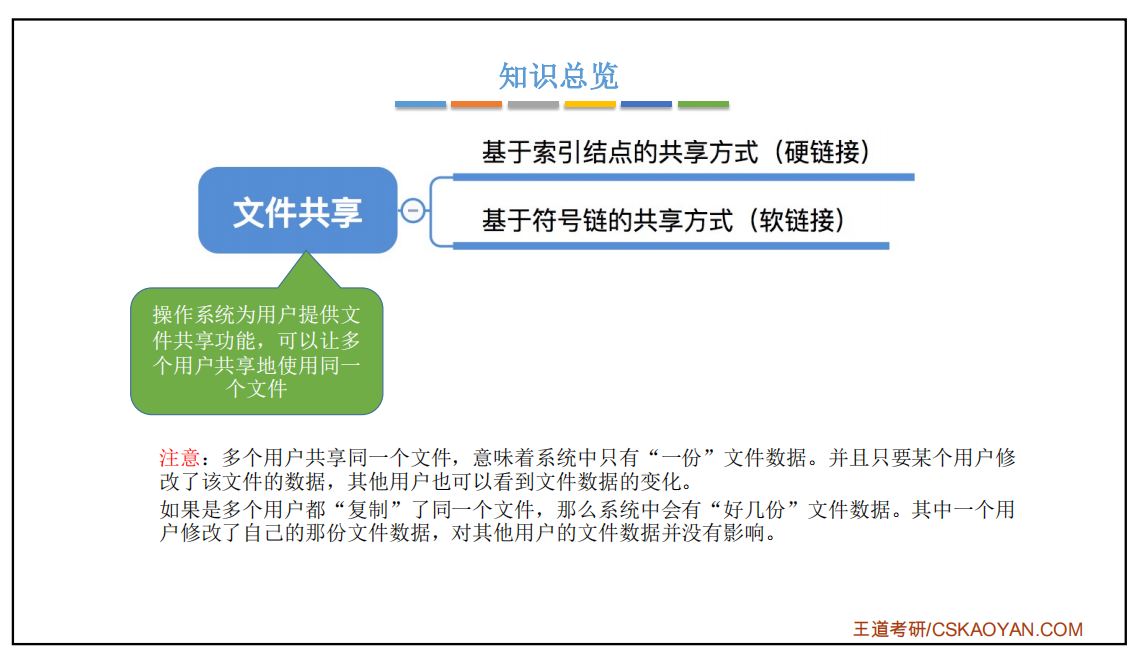 知识总览
基于索引结点的共享方式（硬链接）
文件共享
基于符号链的共享方式（软链接）
操作系统为用户提供文
件共享功能，可以让多
个用户共享地使用同一
个文件
注意：多个用户共享同一个文件，意味着系统中只有“一份”文件数据。并且只要某个用户修
改了该文件的数据，其他用户也可以看到文件数据的变化。
如果是多个用户都“复制”了同一个文件，那么系统中会有“好几份”文件数据。其中一个用
户修改了自己的那份文件数据，对其他用户的文件数据并没有影响。
王道考研/CSKAOYAN.COM